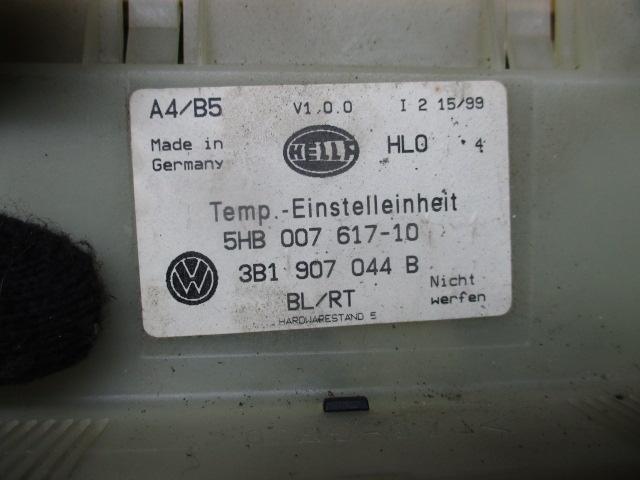 A4/B5 V1.0.0 I 2 15/99
Made in
Germany
HELLA
HLO 4
Temp.-Einstelleinheit
5HB 007 617-10
VW
3B1 907 044 B
Nicht
werfen
BL/RT
HARDWARESTAND 5